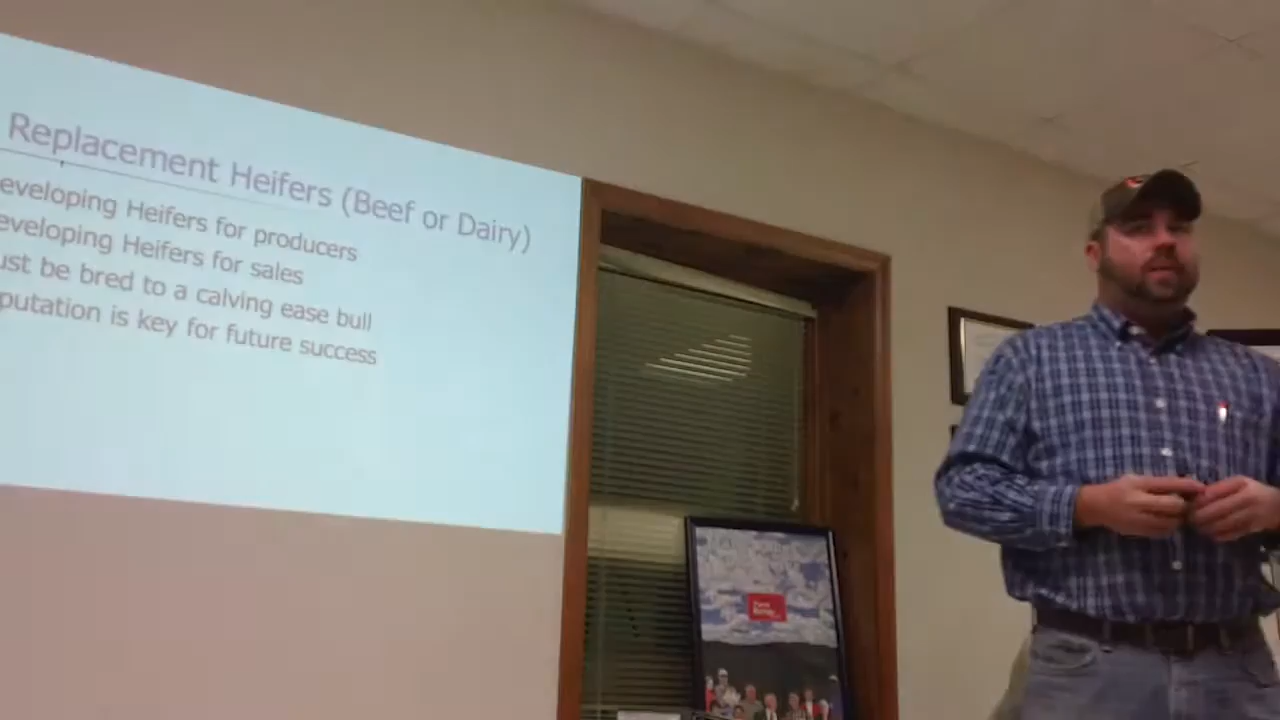 Replacement Heifers (Beef or Dairy)
eveloping Heifers for producers
eveloping Heifers for sales
ust be bred to a calving ease bull
putation is key for future success